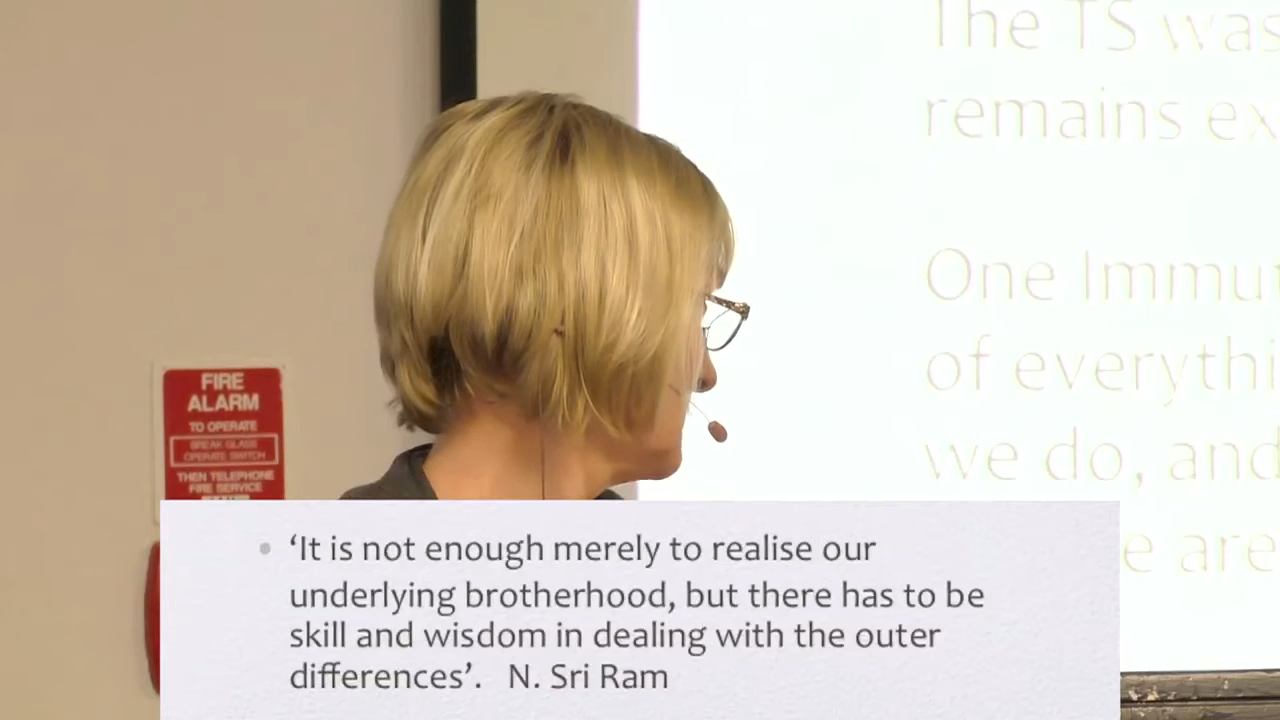 The TS was
remains ex
One Immu
of everythi
we do, and
e are
FIRE
ALARM
TO OPERATE
BREAK GLASS
OPERATE SWITCH
THEN TELEPHONE
FIRE SERVICE
• ‘It is not enough merely to realise our
underlying brotherhood, but there has to be
skill and wisdom in dealing with the outer
differences’. N. Sri Ram